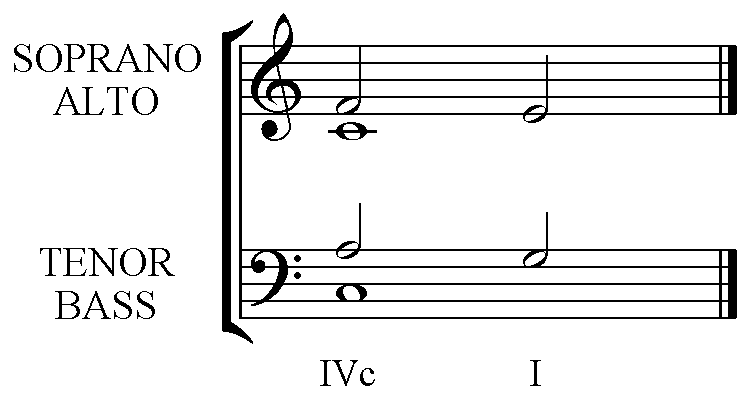 SOPRANO
ALTO
TENOR
BASS
IVc I